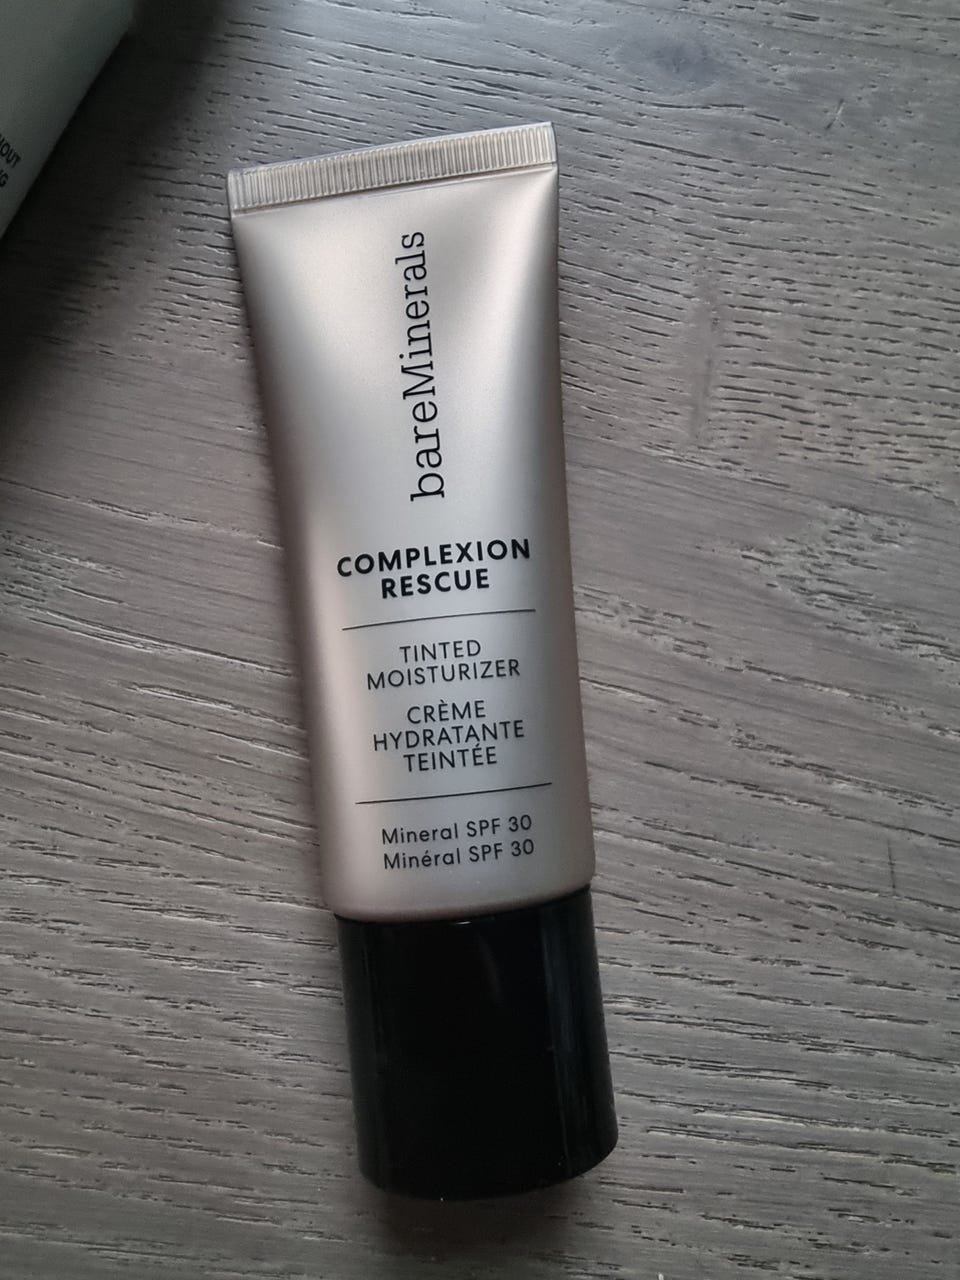 bareMinerals
COMPLEXION
RESCUE
TINTED
MOISTURIZER
CRÈME
HYDRATANTE
TEINTÉE
Mineral SPF 30
Minéral SPF 30